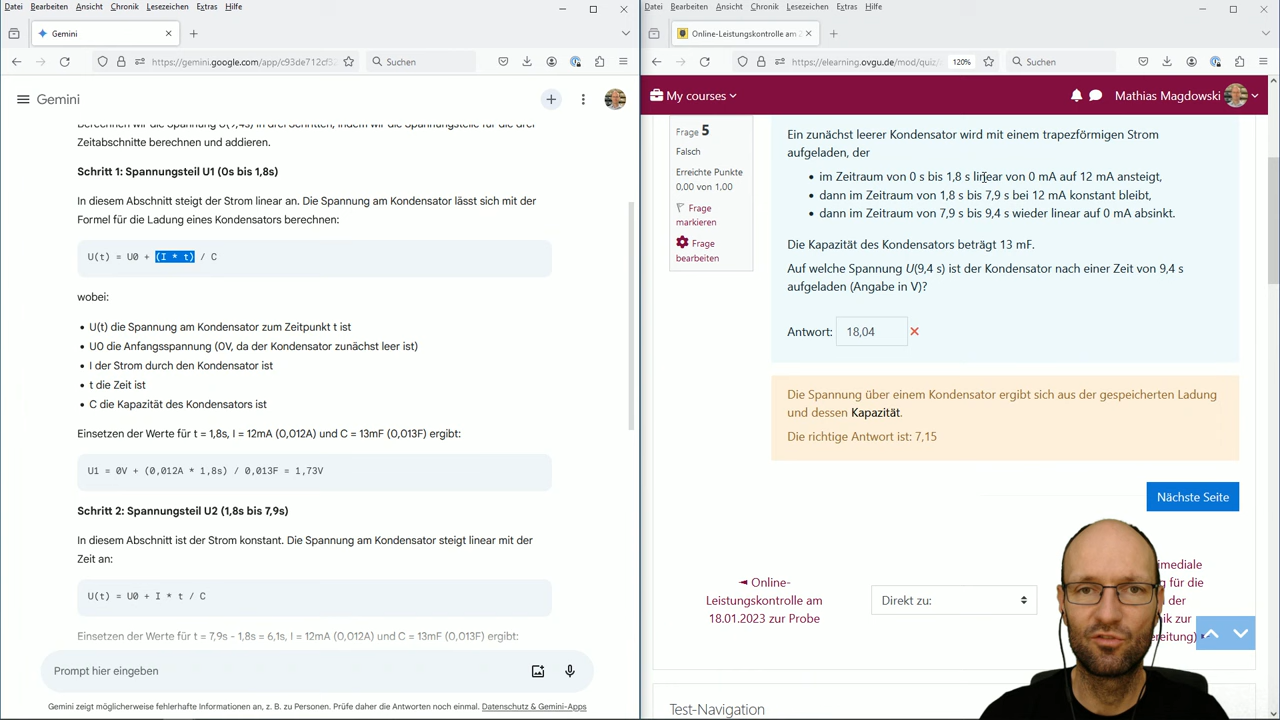 Datei Bearbeiten Ansicht Chronik Lesezeichen Extras Hilfe
Gemini
https://gemini.google.com/app/c93de712cf3
Suchen
Gemini
Zeitabschnitte berechnen und addieren.
Schritt 1: Spannungsteil U1 (0s bis 1,8s)
In diesem Abschnitt steigt der Strom linear an. Die Spannung am Kondensator lässt sich mit der
Formel für die Ladung eines Kondensators berechnen:
U(t) = U0 + (I * t) / C
wobei:
• U(t) die Spannung am Kondensator zum Zeitpunkt t ist
• U0 die Anfangsspannung (0V, da der Kondensator zunächst leer ist)
• I der Strom durch den Kondensator ist
• t die Zeit ist
• C die Kapazität des Kondensators ist
Einsetzen der Werte für t = 1,8s, I = 12mA (0,012A) und C = 13mF (0,013F) ergibt:
U1 = 0V + (0,012A * 1,8s) / 0,013F = 1,73V
Schritt 2: Spannungsteil U2 (1,8s bis 7,9s)
In diesem Abschnitt ist der Strom konstant. Die Spannung am Kondensator steigt linear mit der
Zeit an:
U(t) = U0 + I * t / C
Einsetzen der Werte für t = 7,9s - 1,8s = 6,1s, I = 12mA (0,012A) und C = 13mF (0,013F) ergibt:
Prompt hier eingeben
Gemini zeigt möglicherweise fehlerhafte Informationen an, z. B. zu Personen. Prüfe daher die Antworten noch einmal. Datenschutz & Gemini-Apps
Datei Bearbeiten Ansicht Chronik Lesezeichen Extras Hilfe
Online-Leistungskontrolle am
https://elearning.ovgu.de/mod/quiz/
120%
Suchen
My courses
Mathias Magdowski
Frage 5
Falsch
Erreichte Punkte
0.00 von 1.00
Frage
markieren
Frage
bearbeiten
Ein zunächst leerer Kondensator wird mit einem trapezförmigen Strom
aufgeladen, der
• im Zeitraum von 0 s bis 1,8 s linear von 0 mA auf 12 mA ansteigt,
• dann im Zeitraum von 1,8 s bis 7,9 s bei 12 mA konstant bleibt,
• dann im Zeitraum von 7,9 s bis 9,4 s wieder linear auf 0 mA absinkt.
Die Kapazität des Kondensators beträgt 13 mF.
Auf welche Spannung U(9,4 s) ist der Kondensator nach einer Zeit von 9,4 s
aufgeladen (Angabe in V)?
Antwort: 18,04
Die Spannung über einem Kondensator ergibt sich aus der gespeicherten Ladung
und dessen Kapazität.
Die richtige Antwort ist: 7,15
Nächste Seite
◄ Online-
Leistungskontrolle am
18.01.2023 zur Probe
Direkt zu:
für die
der
zur
Test-Navigation